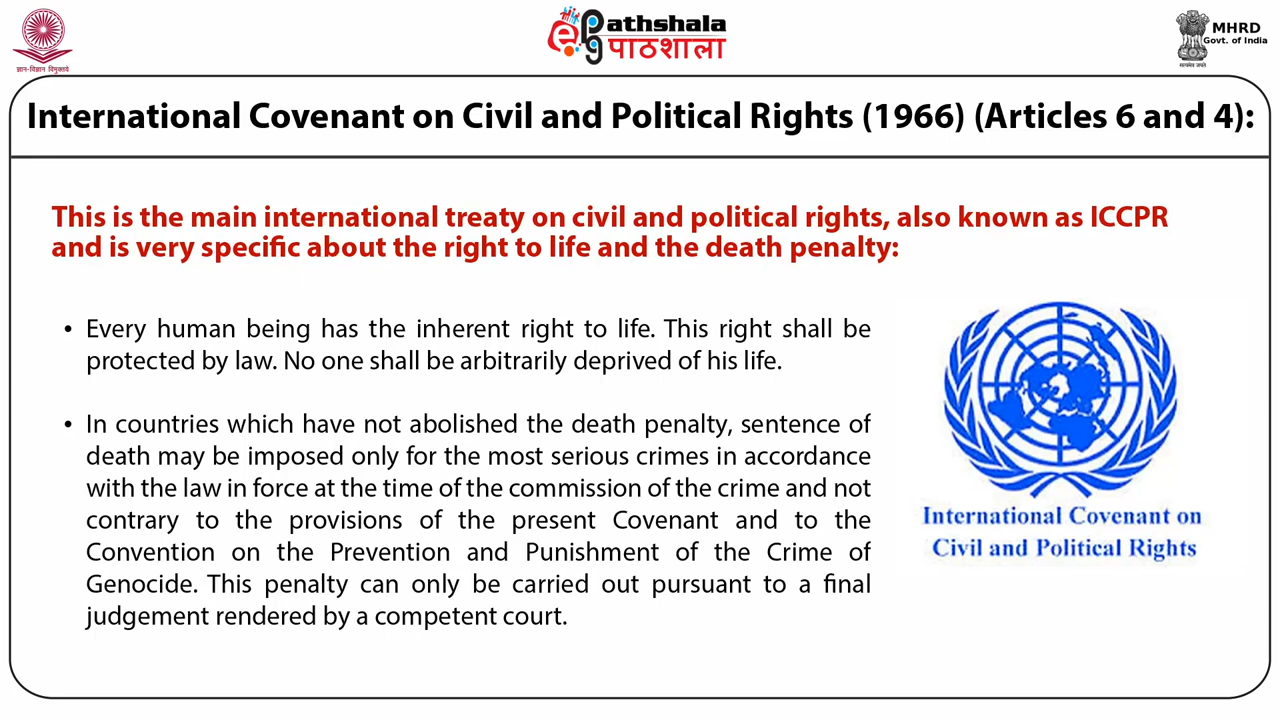 ज्ञान-विज्ञान विमुक्तये
epg
athshala
पाठशाला
MHRD
Govt. of India
सत्यमेव जयते
International Covenant on Civil and Political Rights (1966) (Articles 6 and 4):
This is the main international treaty on civil and political rights, also known as ICCPR
and is very specific about the right to life and the death penalty:
• Every human being has the inherent right to life. This right shall be
protected by law. No one shall be arbitrarily deprived of his life.
• In countries which have not abolished the death penalty, sentence of
death may be imposed only for the most serious crimes in accordance
with the law in force at the time of the commission of the crime and not
contrary to the provisions of the present Covenant and to the
Convention on the Prevention and Punishment of the Crime of
Genocide. This penalty can only be carried out pursuant to a final
judgement rendered by a competent court.
International Covenant on
Civil and Political Rights